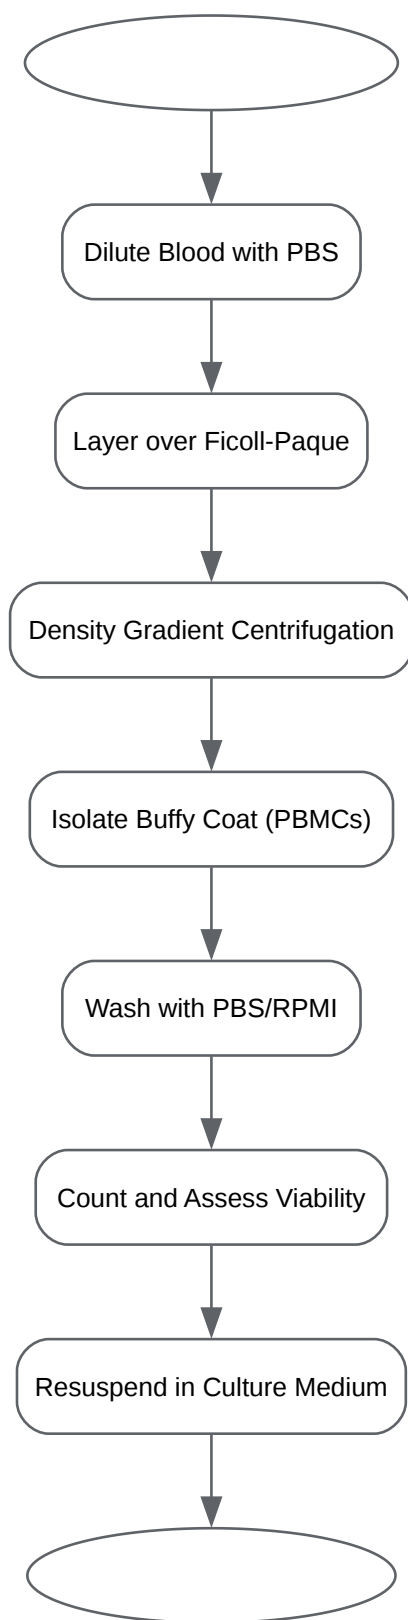 Dilute Blood with PBS
Layer over Ficoll-Paque
Density Gradient Centrifugation
Isolate Buffy Coat (PBMCs)
Wash with PBS/RPMI
Count and Assess Viability
Resuspend in Culture Medium